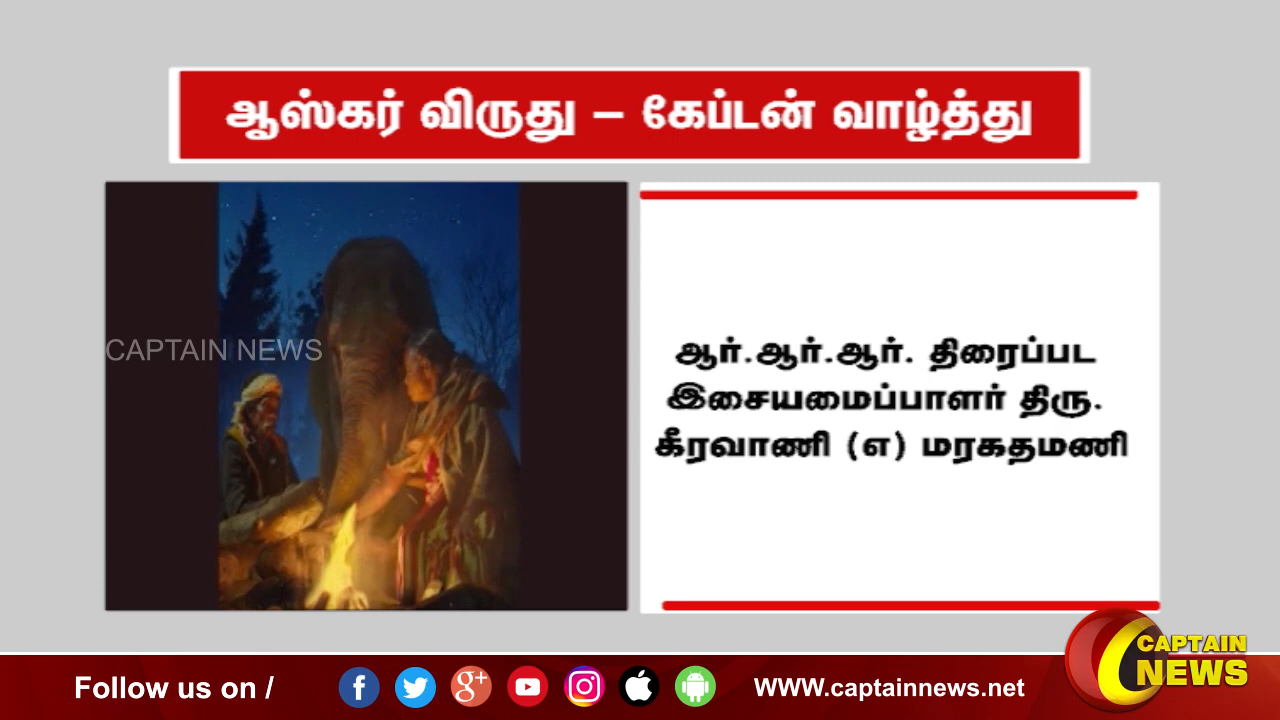 ஆஸ்கர் விருது – கேப்டன் வாழ்த்து
CAPTAIN NEWS
ஆர்.ஆர்.ஆர். திரைப்பட
இசையமைப்பாளர் திரு.
கீரவாணி (எ) மரகதமணி
CAPTAIN
NEWS
Follow us on /
WWW.captainnews.net